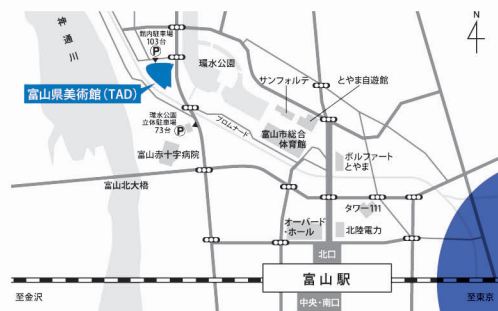 N
神通川
館内駐車場
103台
P
環水公園
サンフォルテ
とやま自遊館
富山県美術館（TAD）
環水公園
立体駐車場
73台
P
プロムナード
富山市総合
体育館
富山赤十字病院
ボルファート
とやま
富山北大橋
タワー111
オーバード
・ホール
北陸電力
北口
富山駅
至金沢
中央・南口
至東京